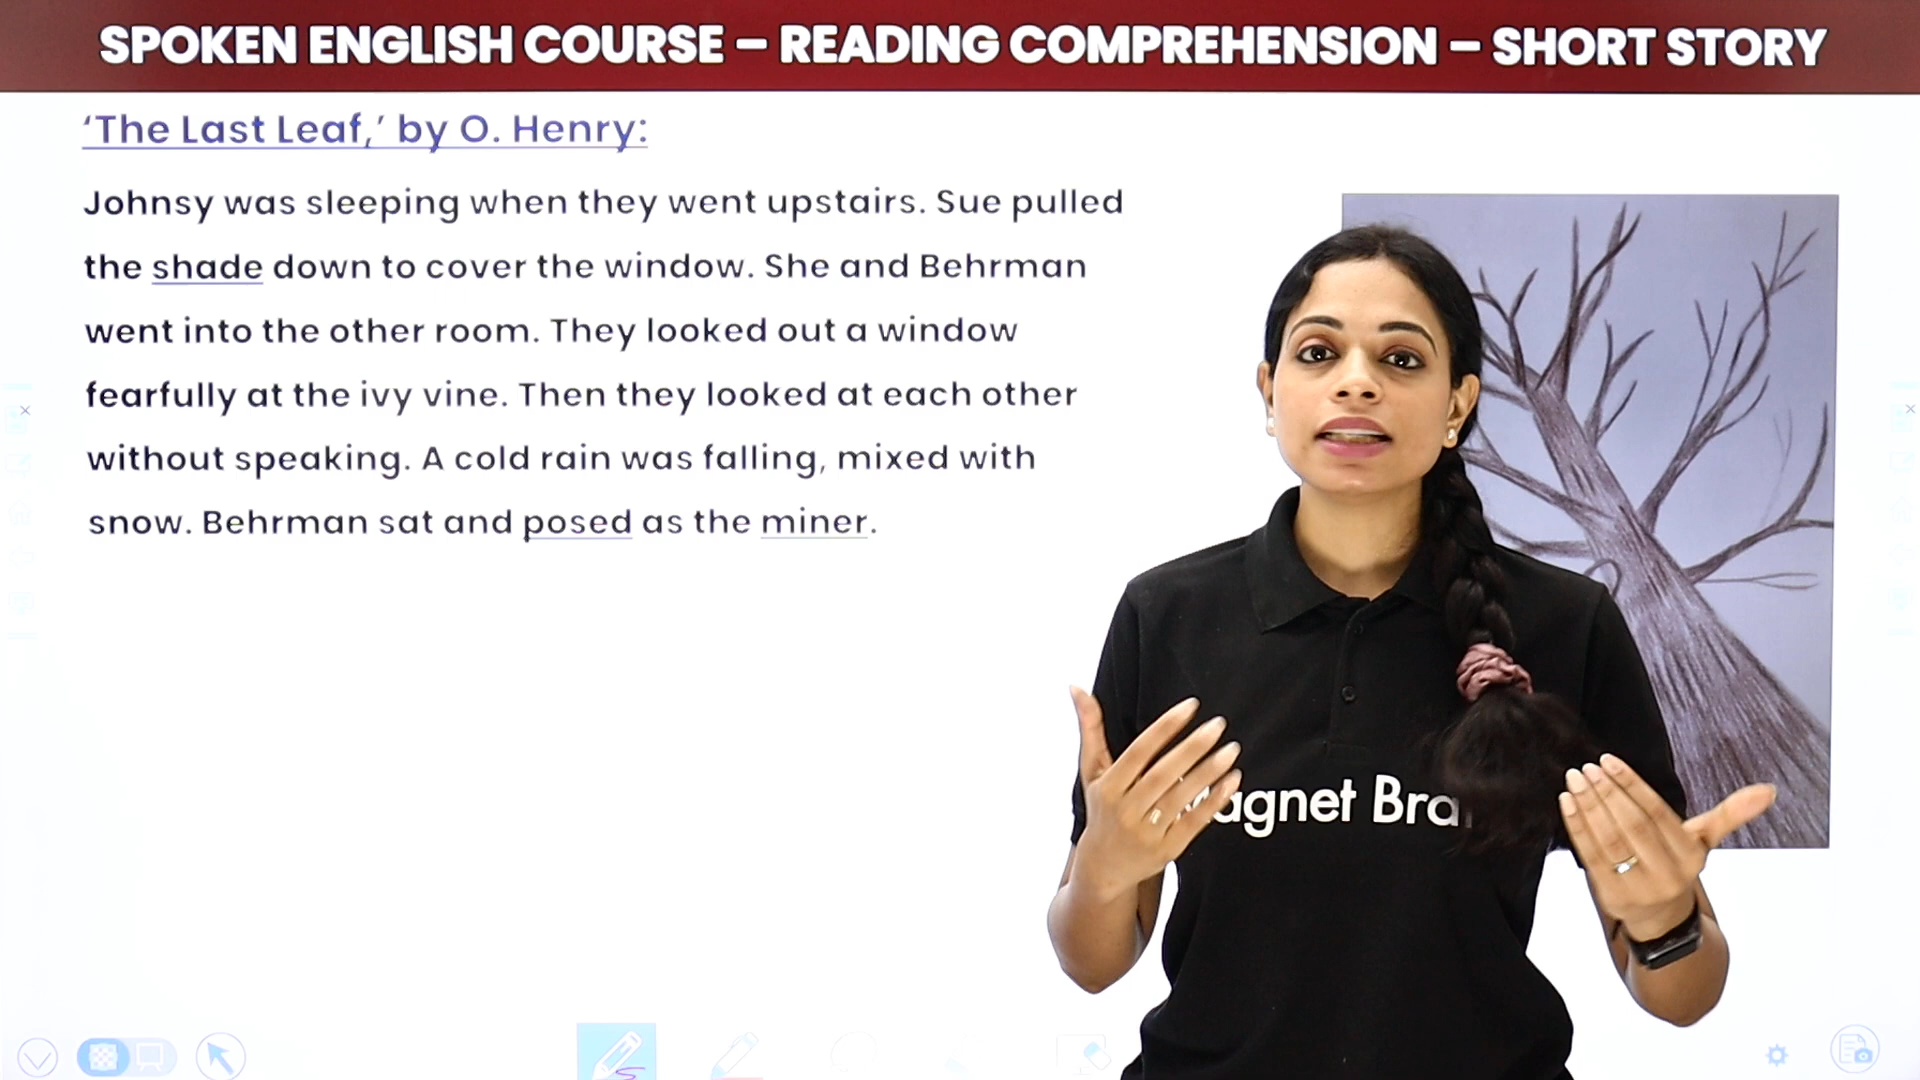 SPOKEN ENGLISH COURSE – READING COMPREHENSION – SHORT STORY
‘The Last Leaf,’ by O. Henry:
Johnsy was sleeping when they went upstairs. Sue pulled
the shade down to cover the window. She and Behrman
went into the other room. They looked out a window
fearfully at the ivy vine. Then they looked at each other
without speaking. A cold rain was falling, mixed with
snow. Behrman sat and posed as the miner.
agnet Bra